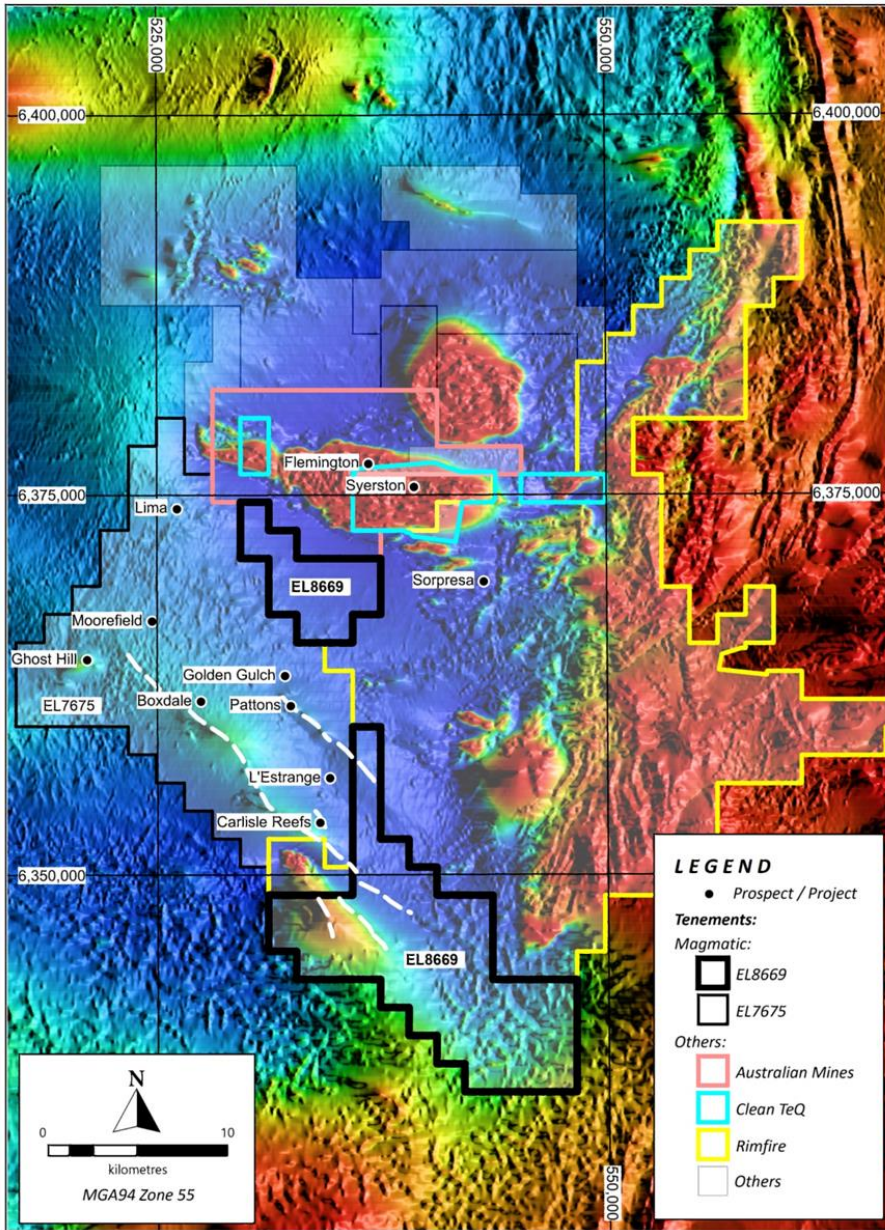 525,000
550,000
6,400,000
6,400,000
Flemington
Syerston
6,375,000
6,375,000
Lima
EL8669
Sorpresa
Moorefield
Ghost Hill
Golden Gulch
EL7675
Boxdale
Pattons
L'Estrange
Carlisle Reefs
6,350,000
EL8669
550,000
LEGEND
Prospect / Project
Tenements:
Magmatic:
EL8669
EL7675
Others:
Australian Mines
Clean TeQ
Rimfire
Others
N
0 10
kilometres
MGA94 Zone 55